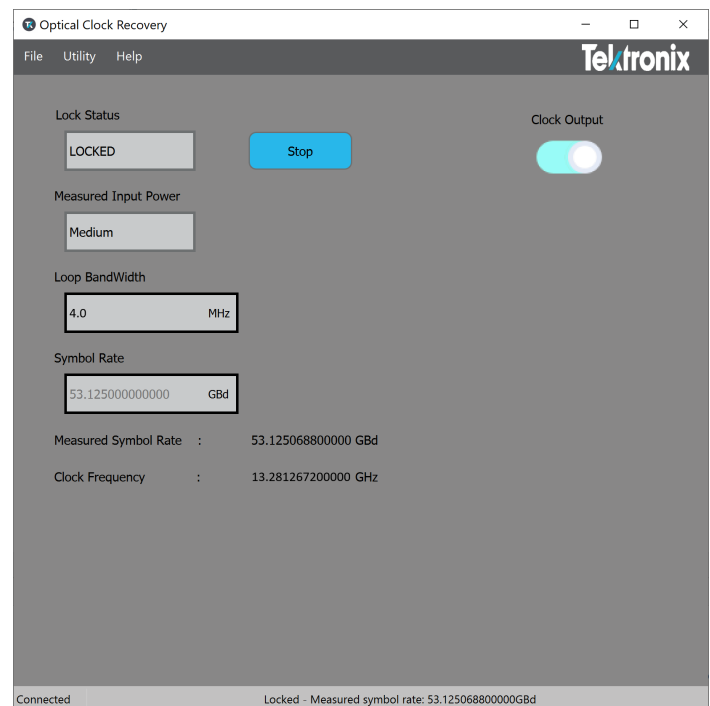 Optical Clock Recovery
File Utility Help
Tektronix
Lock Status
Clock Output
LOCKED
Stop
Measured Input Power
Medium
Loop BandWidth
4.0 MHz
Symbol Rate
53.125000000000 GBd
Measured Symbol Rate : 53.125068800000 GBd
Clock Frequency : 13.281267200000 GHz
Connected
Locked - Measured symbol rate: 53.125068800000GBd